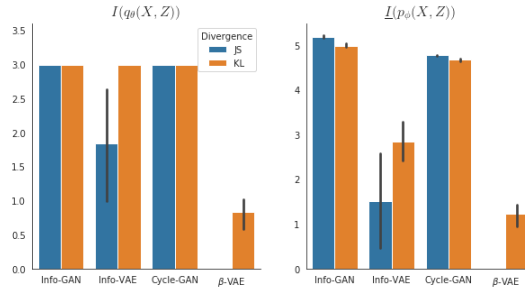 I(q_θ(X, Z))
3.5
3.0
2.5
2.0
1.5
1.0
0.5
0.0
Divergence
JS
KL
Info-GAN Info-VAE Cycle-GAN β-VAE
I̲(p_ϕ(X, Z))
5
4
3
2
1
0
Info-GAN Info-VAE Cycle-GAN β-VAE